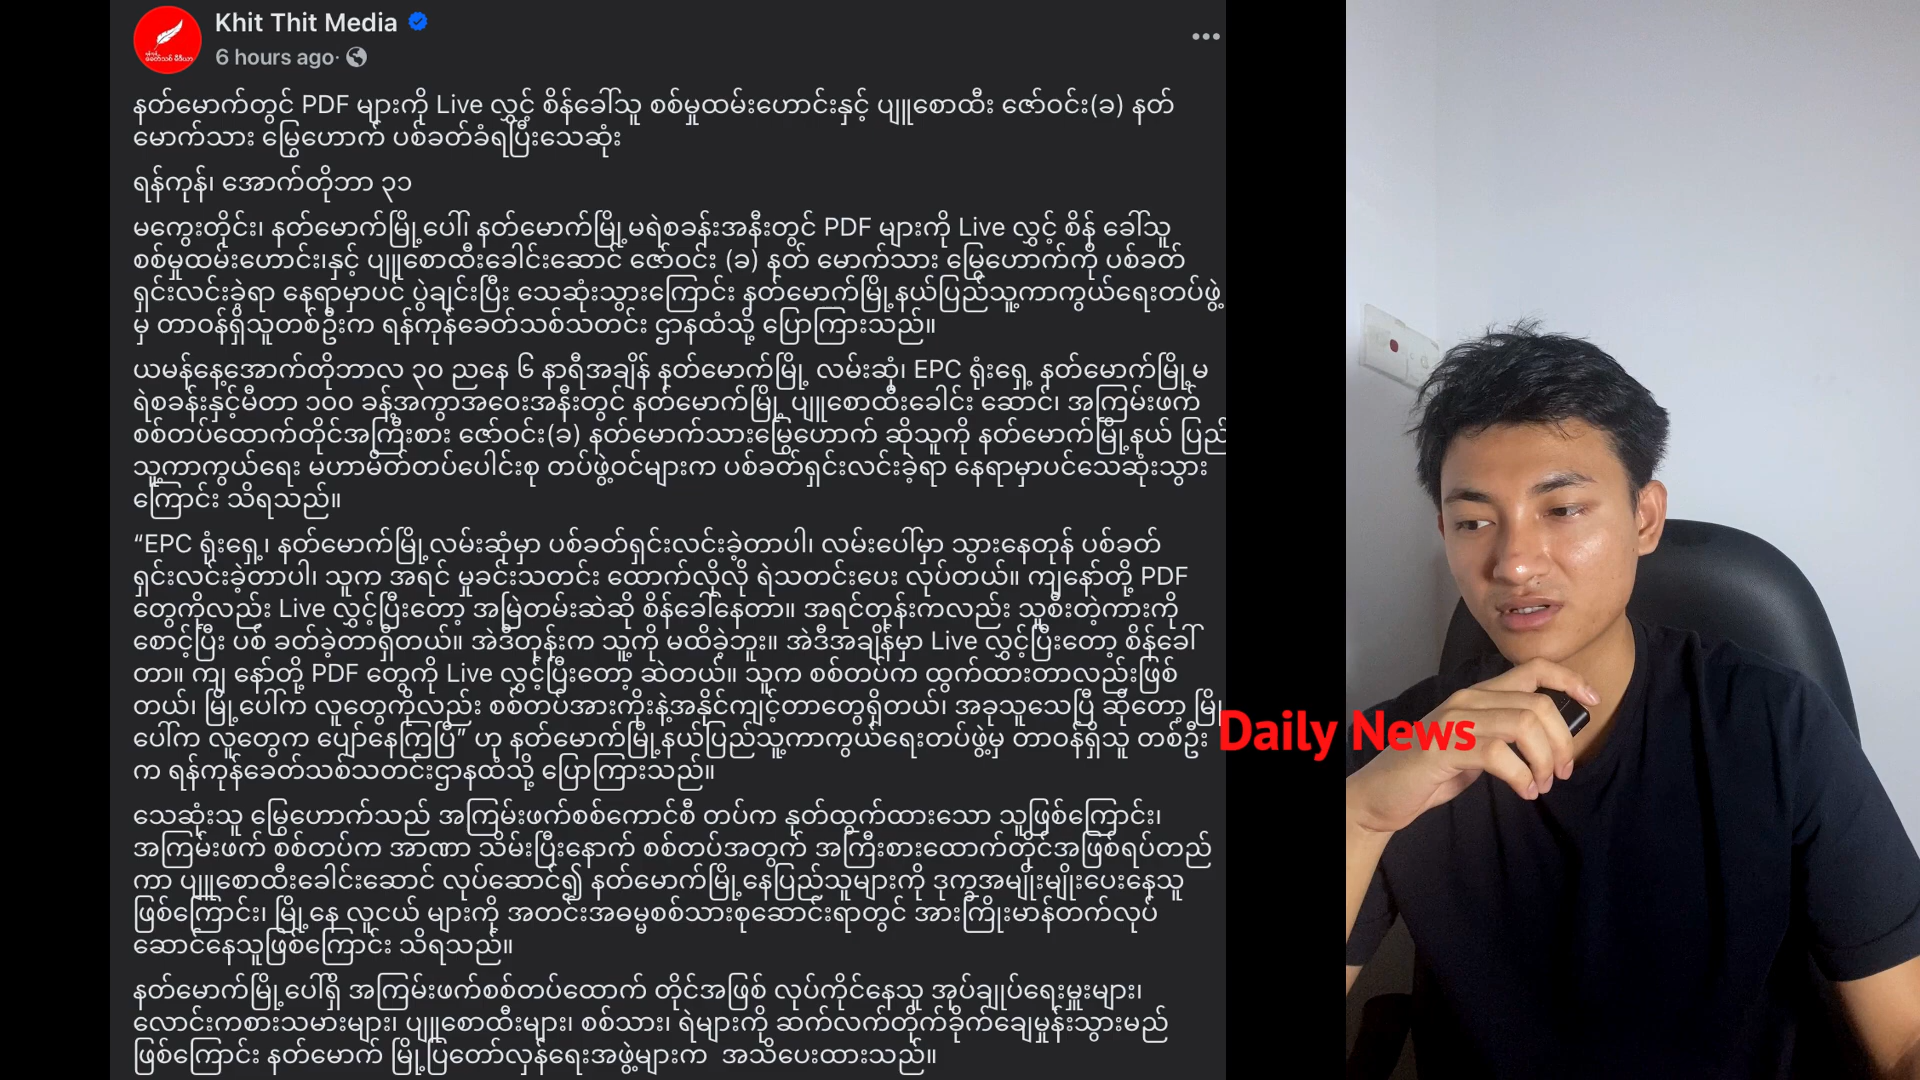 Khit Thit Media
6 hours ago·
နတ်မောက်တွင် PDF များကို Live လွှင့် စိန်ခေါ်သူ စစ်မှုထမ်းဟောင်းနှင့် ပျူစောထီး ဇော်ဝင်း(ခ) နတ်
မောက်သား မြွေဟောက် ပစ်ခတ်ခံရပြီးသေဆုံး
ရန်ကုန်၊ အောက်တိုဘာ ၃၁
မကွေးတိုင်း၊ နတ်မောက်မြို့ပေါ်၊ နတ်မောက်မြို့မရဲစခန်းအနီးတွင် PDF များကို Live လွှင့် စိန် ခေါ်သူ
စစ်မှုထမ်းဟောင်း၊နှင့် ပျူစောထီးခေါင်းဆောင် ဇော်ဝင်း (ခ) နတ် မောက်သား မြွေဟောက်ကို ပစ်ခတ်
ရှင်းလင်းခဲ့ရာ နေရာမှာပင် ပွဲချင်းပြီး သေဆုံးသွားကြောင်း နတ်မောက်မြို့နယ်ပြည်သူ့ကာကွယ်ရေးတပ်ဖွဲ့
မှ တာဝန်ရှိသူတစ်ဦးက ရန်ကုန်ခေတ်သစ်သတင်း ဌာနထံသို့ ပြောကြားသည်။
ယမန်နေ့အောက်တိုဘာလ ၃၀ ညနေ ၆ နာရီအချိန် နတ်မောက်မြို့ လမ်းဆုံ၊ EPC ရုံးရှေ့ နတ်မောက်မြို့မ
ရဲစခန်းနှင့်မီတာ ၁၀၀ ခန့်အကွာအဝေးအနီးတွင် နတ်မောက်မြို့ ပျူစောထီးခေါင်း ဆောင်၊ အကြမ်းဖက်
စစ်တပ်ထောက်တိုင်အကြီးစား ဇော်ဝင်း(ခ) နတ်မောက်သားမြွေဟောက် ဆိုသူကို နတ်မောက်မြို့နယ် ပြည်
သူ့ကာကွယ်ရေး မဟာမိတ်တပ်ပေါင်းစု တပ်ဖွဲ့ဝင်များက ပစ်ခတ်ရှင်းလင်းခဲ့ရာ နေရာမှာပင်သေဆုံးသွား
ကြောင်း သိရသည်။
“EPC ရုံးရှေ့၊ နတ်မောက်မြို့လမ်းဆုံမှာ ပစ်ခတ်ရှင်းလင်းခဲ့တာပါ၊ လမ်းပေါ်မှာ သွားနေတုန် ပစ်ခတ်
ရှင်းလင်းခဲ့တာပါ၊ သူက အရင် မှုခင်းသတင်း ထောက်လိုလို ရဲသတင်းပေး လုပ်တယ်။ ကျနော်တို့ PDF
တွေကိုလည်း Live လွှင့်ပြီးတော့ အမြဲတမ်းဆဲဆို စိန်ခေါ်နေတာ။ အရင်တုန်းကလည်း သူစီးတဲ့ကားကို
စောင့်ပြီး ပစ် ခတ်ခဲ့တာရှိတယ်။ အဲဒီတုန်းက သူ့ကို မထိခဲ့ဘူး။ အဲဒီအချိန်မှာ Live လွှင့်ပြီးတော့ စိန်ခေါ်
တာ။ ကျ နော်တို့ PDF တွေကို Live လွှင့်ပြီးတော့ ဆဲတယ်။ သူက စစ်တပ်က ထွက်ထားတာလည်းဖြစ်
တယ်၊ မြို့ပေါ်က လူတွေကိုလည်း စစ်တပ်အားကိုးနဲ့အနိုင်ကျင့်တာတွေရှိတယ်၊ အခုသူသေပြီ ဆိုတော့ မြို့
ပေါ်က လူတွေက ပျော်နေကြပြီ” ဟု နတ်မောက်မြို့နယ်ပြည်သူ့ကာကွယ်ရေးတပ်ဖွဲ့မှ တာဝန်ရှိသူ တစ်ဦး
က ရန်ကုန်ခေတ်သစ်သတင်းဌာနထံသို့ ပြောကြားသည်။
သေဆုံးသူ မြွေဟောက်သည် အကြမ်းဖက်စစ်ကောင်စီ တပ်က နုတ်ထွက်ထားသော သူဖြစ်ကြောင်း၊
အကြမ်းဖက် စစ်တပ်က အာဏာ သိမ်းပြီးနောက် စစ်တပ်အတွက် အကြီးစားထောက်တိုင်အဖြစ်ရပ်တည်
ကာ ပျူစောထီးခေါင်းဆောင် လုပ်ဆောင်၍ နတ်မောက်မြို့နေပြည်သူများကို ဒုက္ခအမျိုးမျိုးပေးနေသူ
ဖြစ်ကြောင်း၊ မြို့နေ လူငယ် များကို အတင်းအဓမ္မစစ်သားစုဆောင်းရာတွင် အားကြိုးမာန်တက်လုပ်
ဆောင်နေသူဖြစ်ကြောင်း သိရသည်။
နတ်မောက်မြို့ပေါ်ရှိ အကြမ်းဖက်စစ်တပ်ထောက် တိုင်အဖြစ် လုပ်ကိုင်နေသူ အုပ်ချုပ်ရေးမှူးများ၊
လောင်းကစားသမားများ၊ ပျူစောထီးများ၊ စစ်သား၊ ရဲများကို ဆက်လက်တိုက်ခိုက်ချေမှုန်းသွားမည်
ဖြစ်ကြောင်း နတ်မောက် မြို့ပြတော်လှန်ရေးအဖွဲ့များက အသိပေးထားသည်။
Daily News